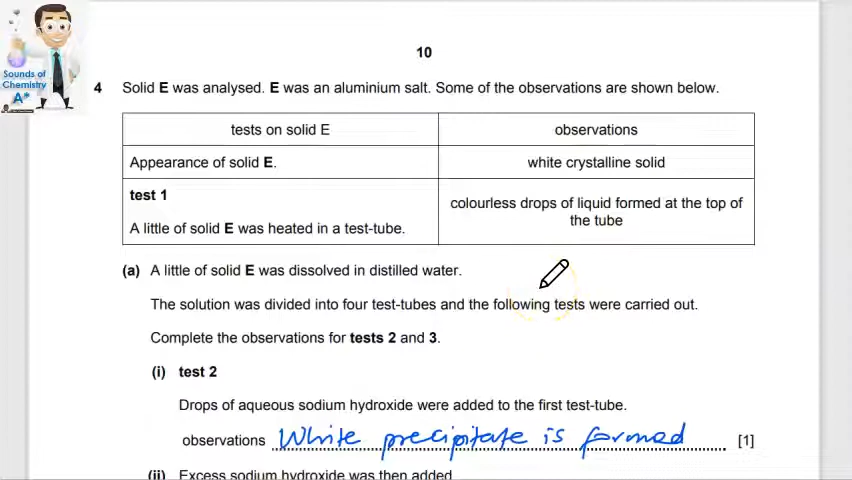 10
Sounds of
Chemistry
A*
4 Solid E was analysed. E was an aluminium salt. Some of the observations are shown below.
tests on solid E observations
Appearance of solid E. white crystalline solid
test 1
A little of solid E was heated in a test-tube.
colourless drops of liquid formed at the top of
the tube
(a) A little of solid E was dissolved in distilled water.
The solution was divided into four test-tubes and the following tests were carried out.
Complete the observations for tests 2 and 3.
(i) test 2
Drops of aqueous sodium hydroxide were added to the first test-tube.
observations White precipitate is formed [1]
(ii) Excess sodium hydroxide was then added